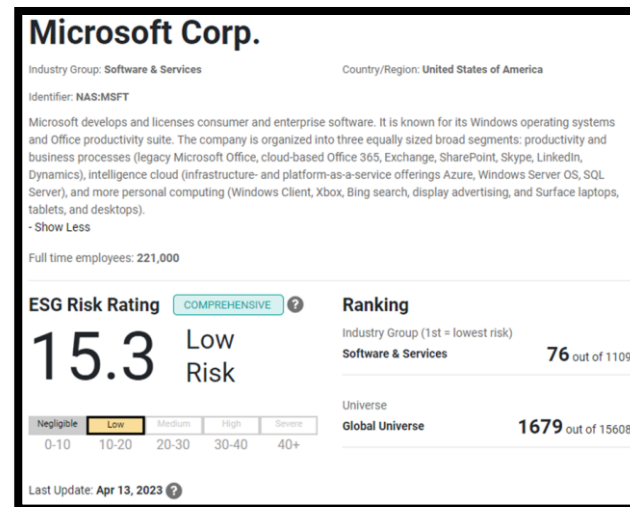 Microsoft Corp.
Industry Group: Software & Services
Country/Region: United States of America
Identifier: NAS:MSFT
Microsoft develops and licenses consumer and enterprise software. It is known for its Windows operating systems
and Office productivity suite. The company is organized into three equally sized broad segments: productivity and
business processes (legacy Microsoft Office, cloud-based Office 365, Exchange, SharePoint, Skype, LinkedIn,
Dynamics), intelligence cloud (infrastructure- and platform-as-a-service offerings Azure, Windows Server OS, SQL
Server), and more personal computing (Windows Client, Xbox, Bing search, display advertising, and Surface laptops,
tablets, and desktops).
- Show Less
Full time employees: 221,000
ESG Risk Rating COMPREHENSIVE ?
15.3 Low
Risk
Negligible Low Medium High Severe
0-10 10-20 20-30 30-40 40+
Last Update: Apr 13, 2023 ?
Ranking
Industry Group (1st = lowest risk)
Software & Services 76 out of 1109
Universe
Global Universe 1679 out of 15608